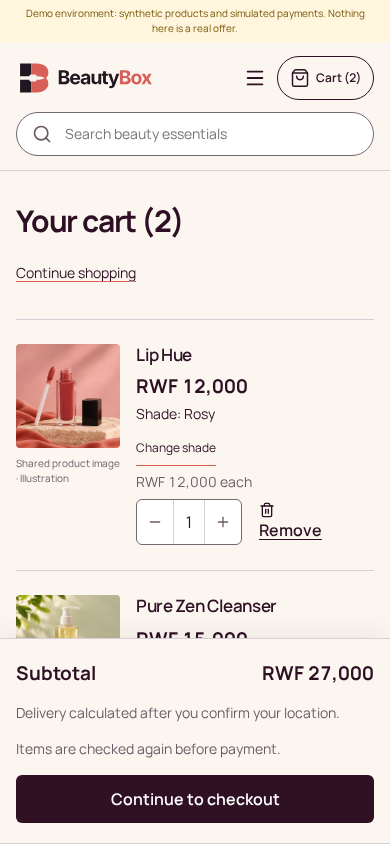 Demo environment: synthetic products and simulated payments. Nothing
here is a real offer.
BeautyBox
Cart (2)
Search beauty essentials
Your cart (2)
Continue shopping
Lip Hue
RWF 12,000
Shade: Rosy
Change shade
Shared product image
· Illustration
RWF 12,000 each
1
Remove
Pure Zen Cleanser
RWF 15,000
Subtotal
RWF 27,000
Delivery calculated after you confirm your location.
Items are checked again before payment.
Continue to checkout